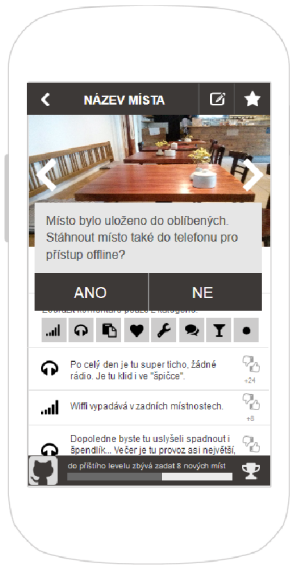 NÁZEV MÍSTA
Místo bylo uloženo do oblíbených.
Stáhnout místo také do telefonu pro
přístup offline?
ANO
NE
Po celý den je tu super ticho, žádné
rádio. Je tu klid i ve "špičce".
+24
Wiffi vypadává v zadních místnostech.
+8
Dopoledne byste tu uslyšeli spadnout i
špendlík... Večer je tu provoz asi největší,
do příštího levelu zbývá zadat 8 nových míst